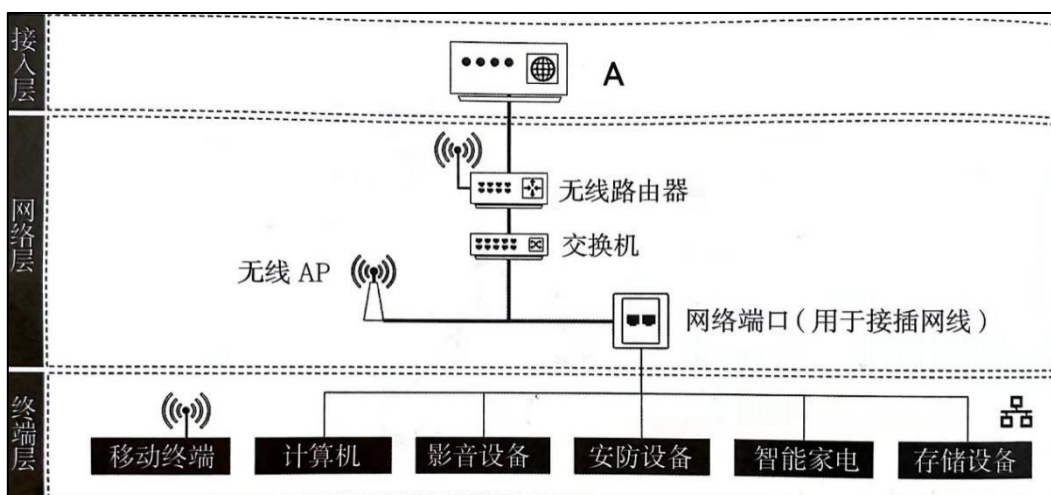 接入层
A
网络层
无线路由器
交换机
无线 AP
网络端口(用于接插网线)
终端层
移动终端
计算机
影音设备
安防设备
智能家电
存储设备